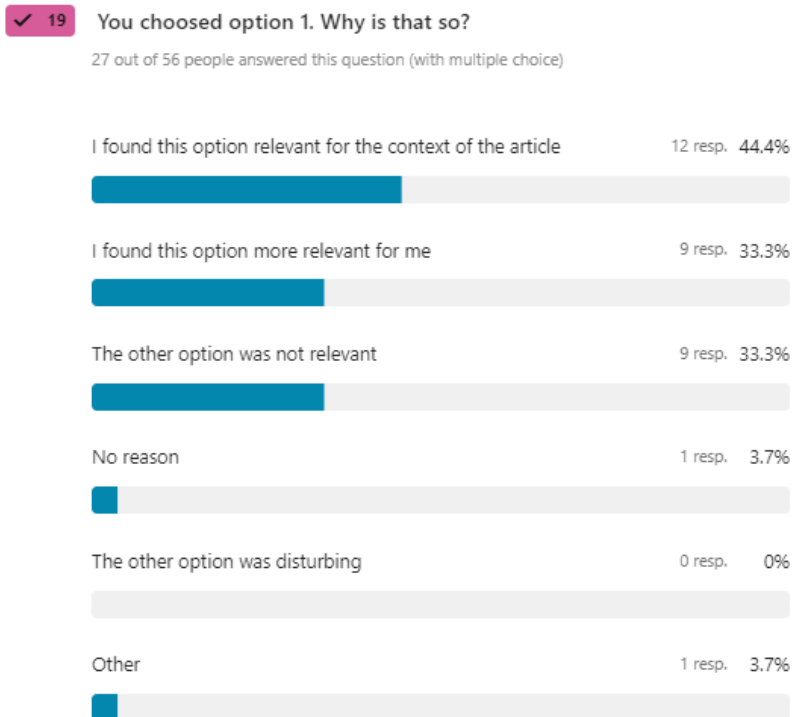 19 You choosed option 1. Why is that so?
27 out of 56 people answered this question (with multiple choice)
I found this option relevant for the context of the article 12 resp. 44.4%
I found this option more relevant for me 9 resp. 33.3%
The other option was not relevant 9 resp. 33.3%
No reason 1 resp. 3.7%
The other option was disturbing 0 resp. 0%
Other 1 resp. 3.7%